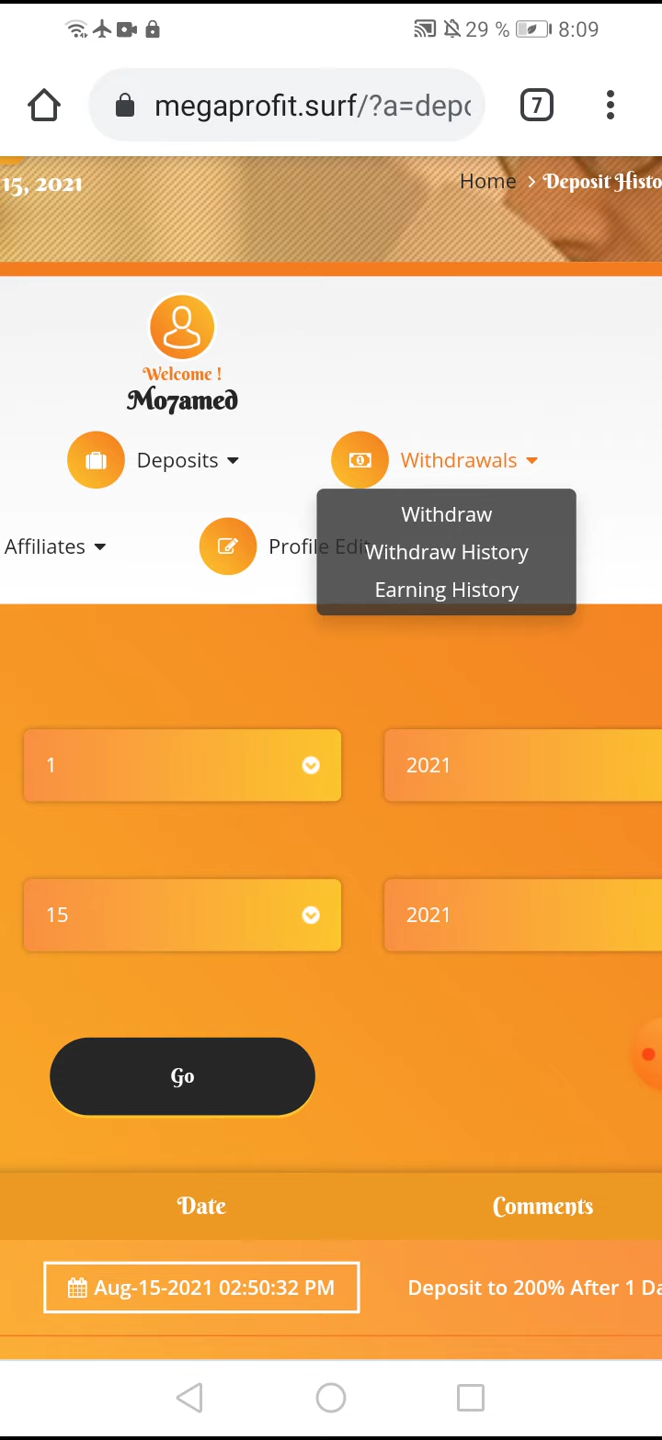 29 % 8:09
megaprofit.surf/?a=depo
7
15, 2021
Home > Deposit Histo
Welcome !
Mo7amed
Deposits
Withdrawals
Withdraw
Affiliates
Profile Edit
Withdraw History
Earning History
1
2021
15
2021
Go
Date
Comments
Aug-15-2021 02:50:32 PM
Deposit to 200% After 1 Da